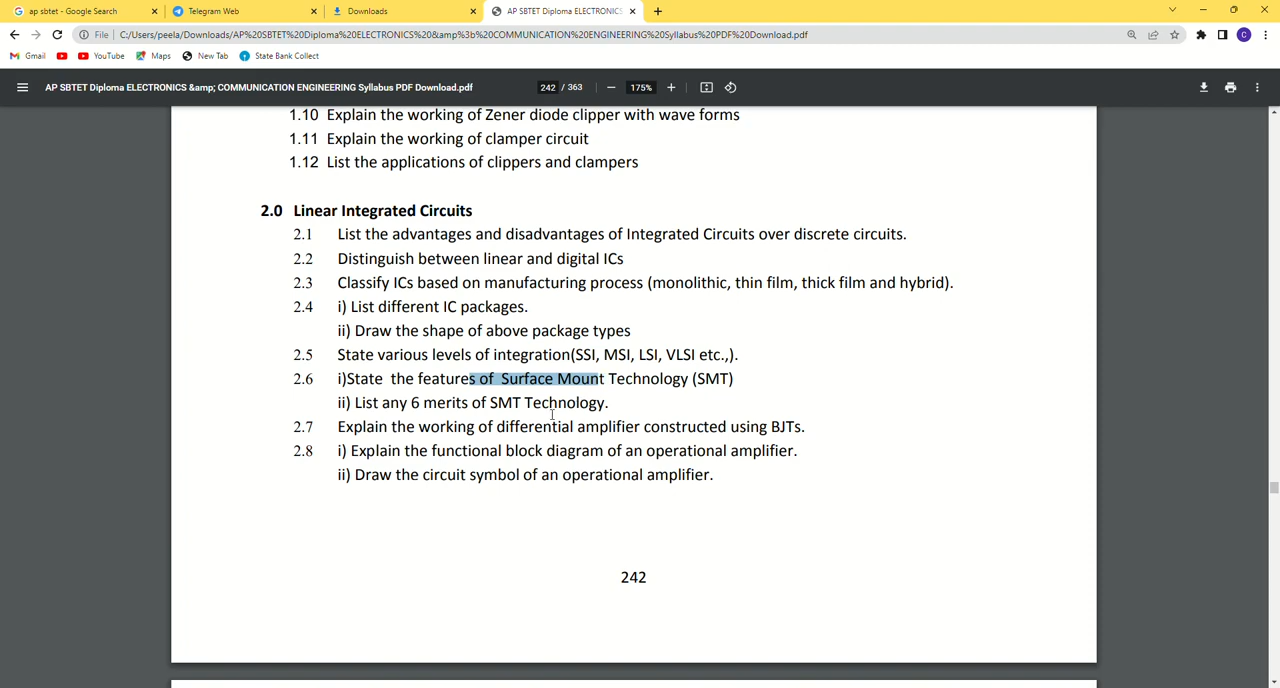 ap sbtet - Google Search
Telegram Web
Downloads
AP SBTET Diploma ELECTRONICS
File
C:/Users/peela/Downloads/AP%20SBTET%20Diploma%20ELECTRONICS%20&amp%3b%20COMMUNICATION%20ENGINEERING%20Syllabus%20PDF%20Download.pdf
C
Gmail YouTube Maps New Tab State Bank Collect
AP SBTET Diploma ELECTRONICS &amp; COMMUNICATION ENGINEERING Syllabus PDF Download.pdf
242 / 363
175%
1.10 Explain the working of Zener diode clipper with wave forms
1.11 Explain the working of clamper circuit
1.12 List the applications of clippers and clampers
2.0 Linear Integrated Circuits
2.1 List the advantages and disadvantages of Integrated Circuits over discrete circuits.
2.2 Distinguish between linear and digital ICs
2.3 Classify ICs based on manufacturing process (monolithic, thin film, thick film and hybrid).
2.4 i) List different IC packages.
ii) Draw the shape of above package types
2.5 State various levels of integration(SSI, MSI, LSI, VLSI etc.,).
2.6 i)State the features of Surface Mount Technology (SMT)
ii) List any 6 merits of SMT Technology.
2.7 Explain the working of differential amplifier constructed using BJTs.
2.8 i) Explain the functional block diagram of an operational amplifier.
ii) Draw the circuit symbol of an operational amplifier.
242